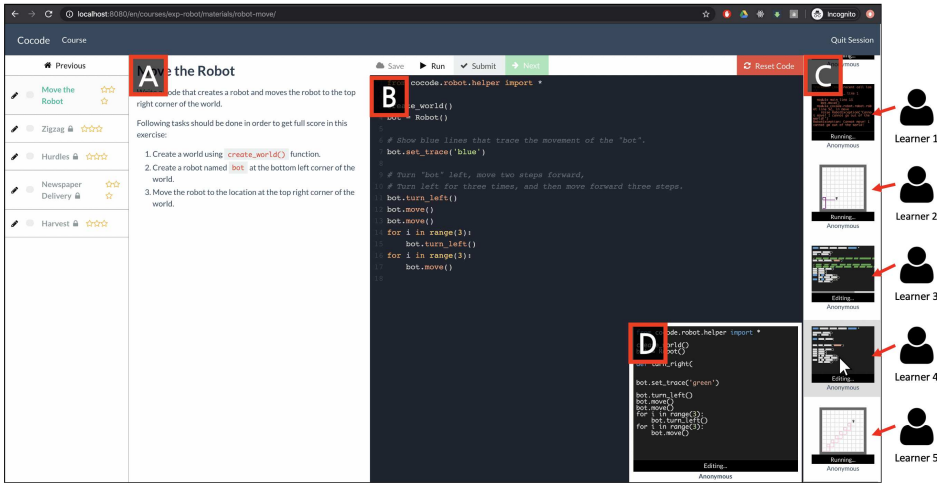 localhost:8080/en/courses/exp-robot/materials/robot-move/
Incognito
Cocode Course
Quit Session
Previous
Move the Robot
Zigzag
Hurdles
Newspaper Delivery
Harvest
A
Move the Robot
code that creates a robot and moves the robot to the top
right corner of the world.
Following tasks should be done in order to get full score in this
exercise:
1. Create a world using create_world() function.
2. Create a robot named bot at the bottom left corner of the
world.
3. Move the robot to the location at the top right corner of the
world.
Save Run Submit Next
Reset Code
B
from cocode.robot.helper import *
create_world()
bot = Robot()
# Show blue lines that trace the movement of the "bot".
bot.set_trace('blue')
# Turn "bot" left, move two steps forward,
# Turn left for three times, and then move forward three steps.
bot.turn_left()
bot.move()
bot.move()
for i in range(3):
bot.turn_left()
for i in range(3):
bot.move()
D
cocode.robot.helper import *
Robot()
turn_right(
bot.set_trace('green')
bot.turn_left()
bot.move()
bot.move()
for i in range(3):
bot.turn_left()
for i in range(3):
bot.move()
Editing...
Anonymous
C
Anonymous
Running...
Anonymous
Running...
Anonymous
Editing...
Anonymous
Editing...
Anonymous
Running...
Anonymous
Learner 1
Learner 2
Learner 3
Learner 4
Learner 5